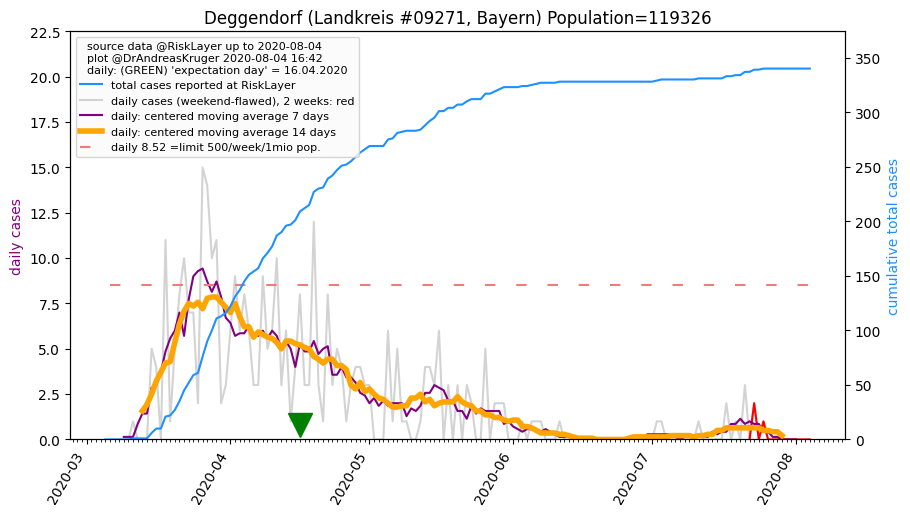 Deggendorf (Landkreis #09271, Bayern) Population=119326
source data @RiskLayer up to 2020-08-04
plot @DrAndreasKruger 2020-08-04 16:42
daily: (GREEN) 'expectation day' = 16.04.2020
total cases reported at RiskLayer
daily cases (weekend-flawed), 2 weeks: red
daily: centered moving average 7 days
daily: centered moving average 14 days
daily 8.52 =limit 500/week/1mio pop.
daily cases
22.5
20.0
17.5
15.0
12.5
10.0
7.5
5.0
2.5
0.0
350
300
250
200
150
100
50
0
cumulative total cases
2020-03
2020-04
2020-05
2020-06
2020-07
2020-08